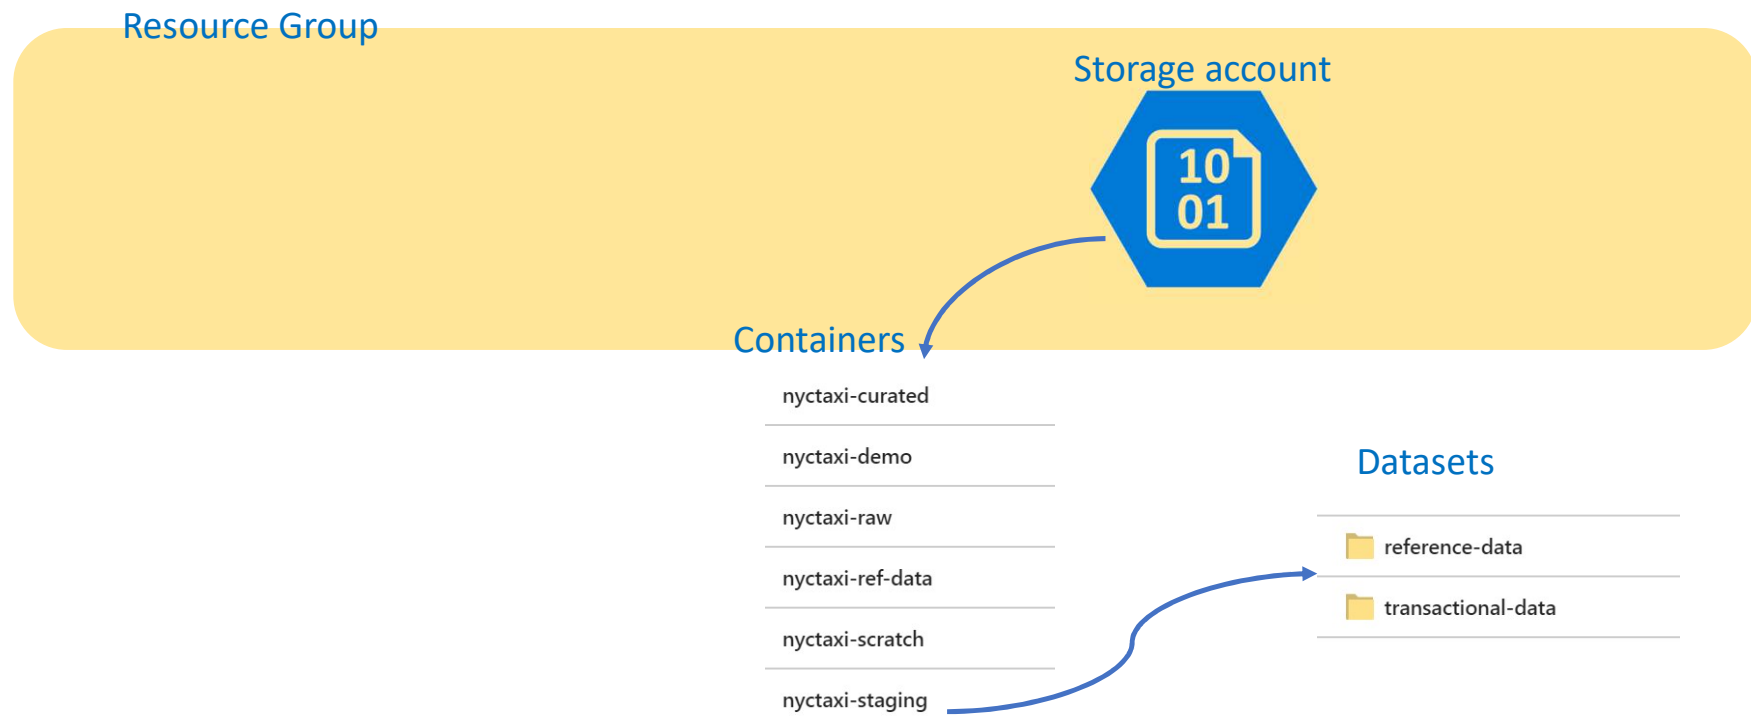 Resource Group
Storage account
10
01
Containers
nyctaxi-curated
nyctaxi-demo
nyctaxi-raw
nyctaxi-ref-data
nyctaxi-scratch
nyctaxi-staging
Datasets
reference-data
transactional-data